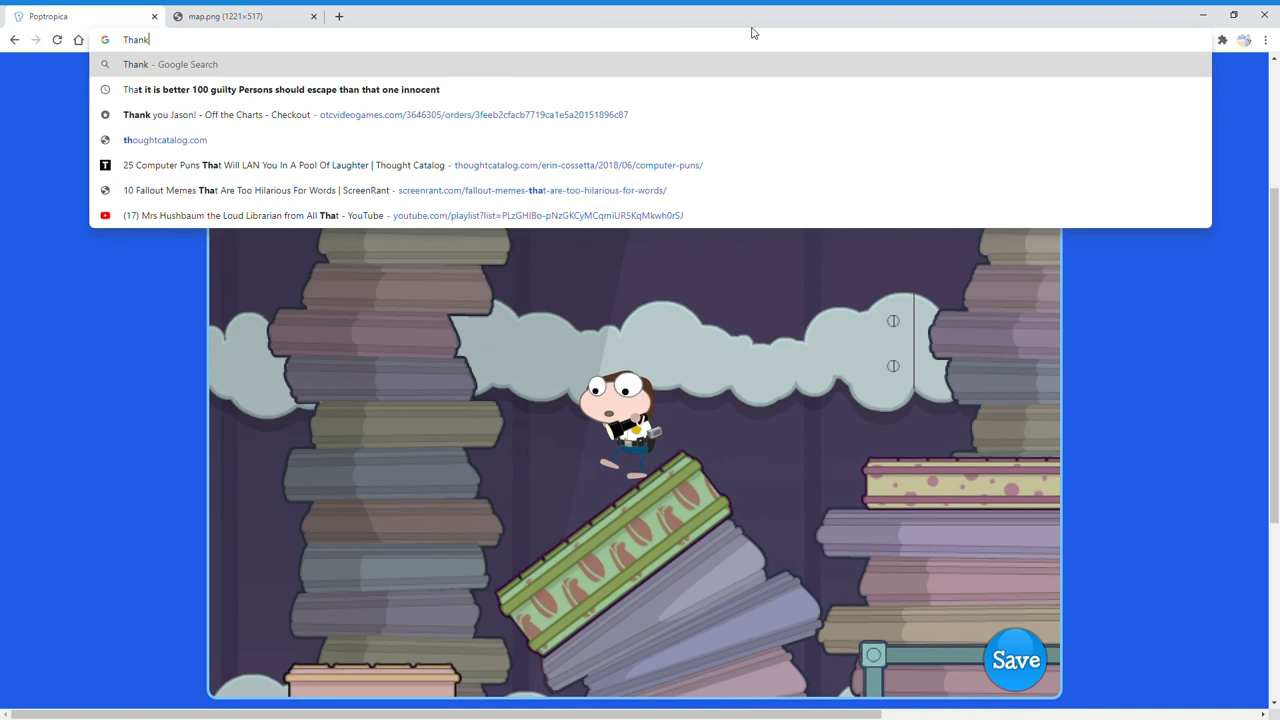 Poptropica
map.png (1221×517)
Thank
Thank - Google Search
That it is better 100 guilty Persons should escape than that one innocent
Thank you Jason! - Off the Charts - Checkout - otcvideogames.com/3646305/orders/3feeb2cfacb7719ca1e5a20151896c87
thoughtcatalog.com
T 25 Computer Puns That Will LAN You In A Pool Of Laughter | Thought Catalog - thoughtcatalog.com/erin-cossetta/2018/06/computer-puns/
10 Fallout Memes That Are Too Hilarious For Words | ScreenRant - screenrant.com/fallout-memes-that-are-too-hilarious-for-words/
(17) Mrs Hushbaum the Loud Librarian from All That - YouTube - youtube.com/playlist?list=PLzGHIBo-pNzGKCyMCqmiUR5KqMkwh0rSJ
Save